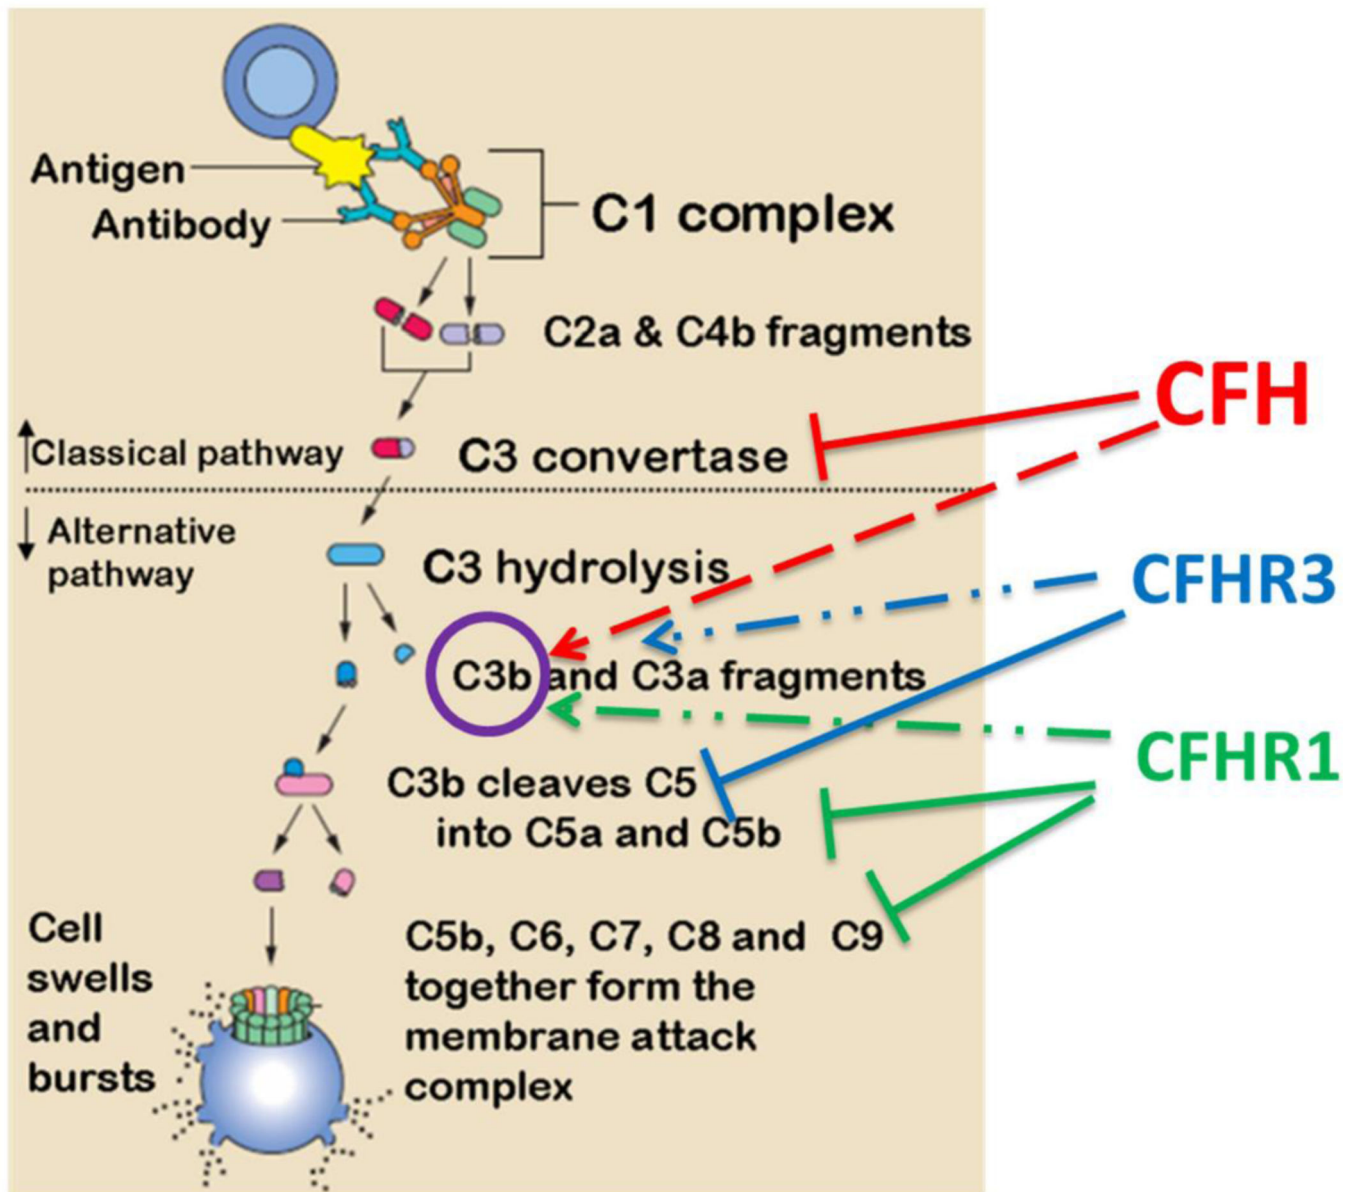 Antigen
Antibody
C1 complex
C2a & C4b fragments
CFH
Classical pathway
C3 convertase
Alternative
pathway
C3 hydrolysis
CFHR3
C3b and C3a fragments
CFHR1
C3b cleaves C5
into C5a and C5b
Cell
swells
and
bursts
C5b, C6, C7, C8 and C9
together form the
membrane attack
complex